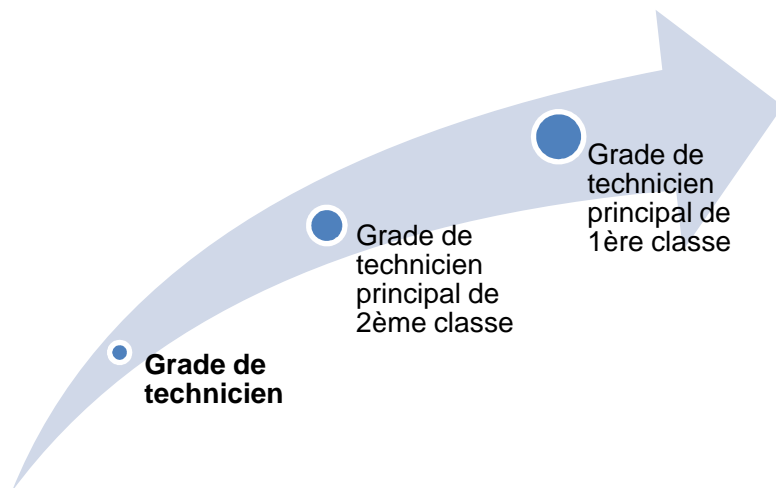 Grade de
technicien
principal de
1ère classe
Grade de
technicien
principal de
2ème classe
Grade de
technicien